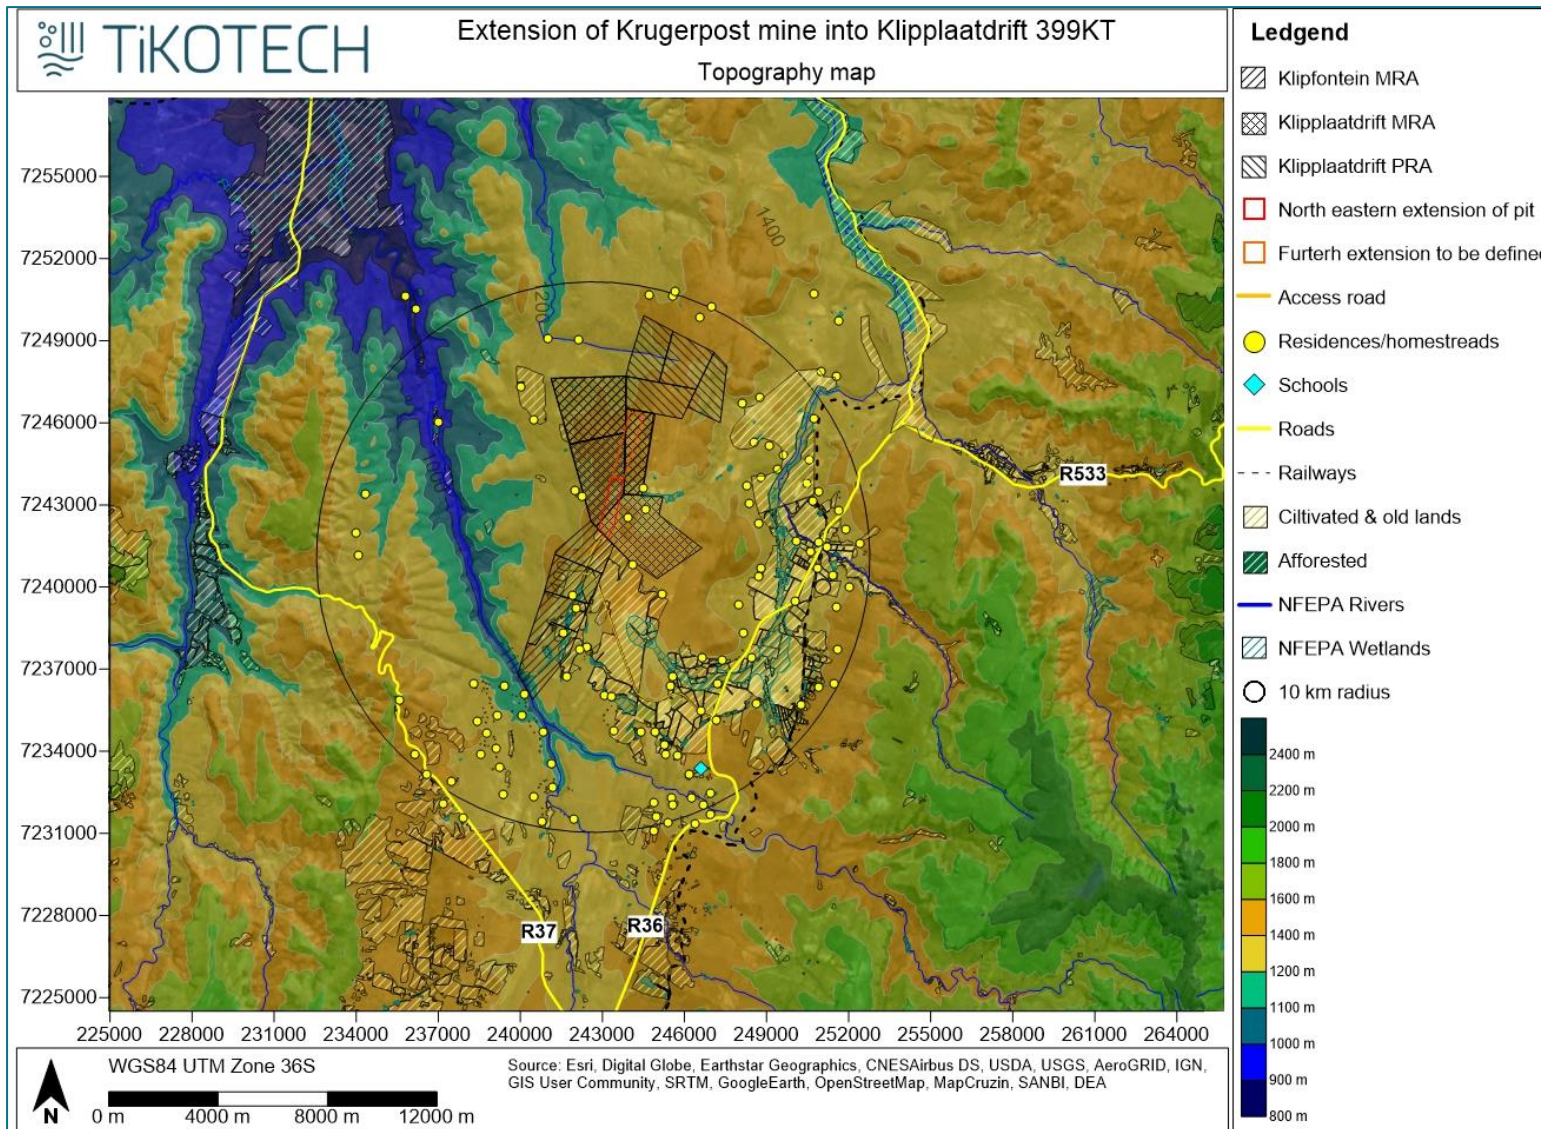 TiKOTECH
Extension of Krugerpost mine into Klipplaatdrift 399KT
Topography map
Ledgend
Klipfontein MRA
Klipplaatdrift MRA
Klipplaatdrift PRA
North eastern extension of pit
Furterh extension to be define
Access road
Residences/homestreads
Schools
Roads
Railways
Ciltivated & old lands
Afforested
NFEPA Rivers
NFEPA Wetlands
10 km radius
2400 m
2200 m
2000 m
1800 m
1600 m
1400 m
1200 m
1100 m
1000 m
900 m
800 m
7255000
7252000
7249000
7246000
7243000
7240000
7237000
7234000
7231000
7228000
7225000
1400
R533
R37
R36
225000 228000 231000 234000 237000 240000 243000 246000 249000 252000 255000 258000 261000 264000
WGS84 UTM Zone 36S
0 m 4000 m 8000 m 12000 m
N
Source: Esri, Digital Globe, Earthstar Geographics, CNESAirbus DS, USDA, USGS, AeroGRID, IGN,
GIS User Community, SRTM, GoogleEarth, OpenStreetMap, MapCruzin, SANBI, DEA